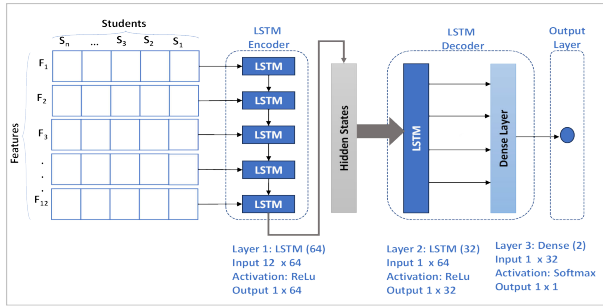 Students
Sn ... S3 S2 S1
Features
F1
F2
F3
.
.
.
F12
LSTM
Encoder
LSTM
LSTM
LSTM
LSTM
LSTM
Hidden States
LSTM
Decoder
LSTM
Dense Layer
Output
Layer
Layer 1: LSTM (64)
Input 12 x 64
Activation: ReLu
Output 1 x 64
Layer 2: LSTM (32)
Input 1 x 64
Activation: ReLu
Output 1 x 32
Layer 3: Dense (2)
Input 1 x 32
Activation: Softmax
Output 1 x 1